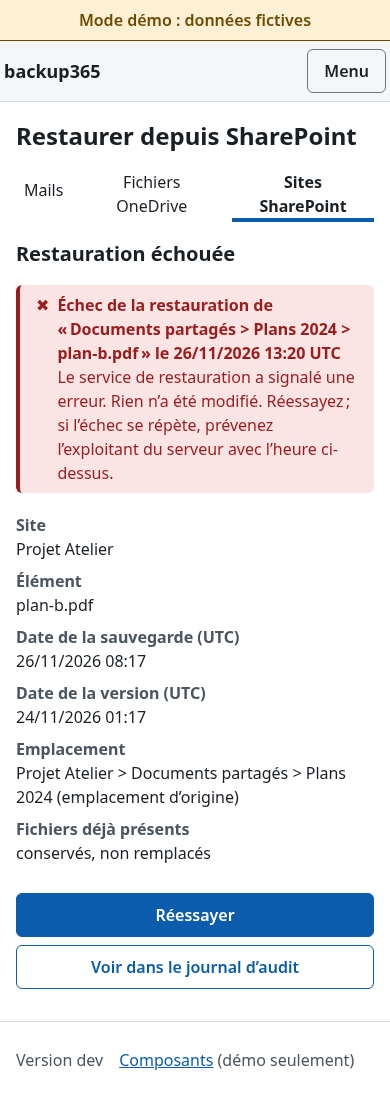 Mode démo : données fictives
backup365
Menu
Restaurer depuis SharePoint
Mails
Fichiers
OneDrive
Sites
SharePoint
Restauration échouée
✖ Échec de la restauration de
« Documents partagés > Plans 2024 >
plan-b.pdf » le 26/11/2026 13:20 UTC
Le service de restauration a signalé une
erreur. Rien n’a été modifié. Réessayez ;
si l’échec se répète, prévenez
l’exploitant du serveur avec l’heure ci-
dessus.
Site
Projet Atelier
Élément
plan-b.pdf
Date de la sauvegarde (UTC)
26/11/2026 08:17
Date de la version (UTC)
24/11/2026 01:17
Emplacement
Projet Atelier > Documents partagés > Plans
2024 (emplacement d’origine)
Fichiers déjà présents
conservés, non remplacés
Réessayer
Voir dans le journal d’audit
Version dev Composants (démo seulement)